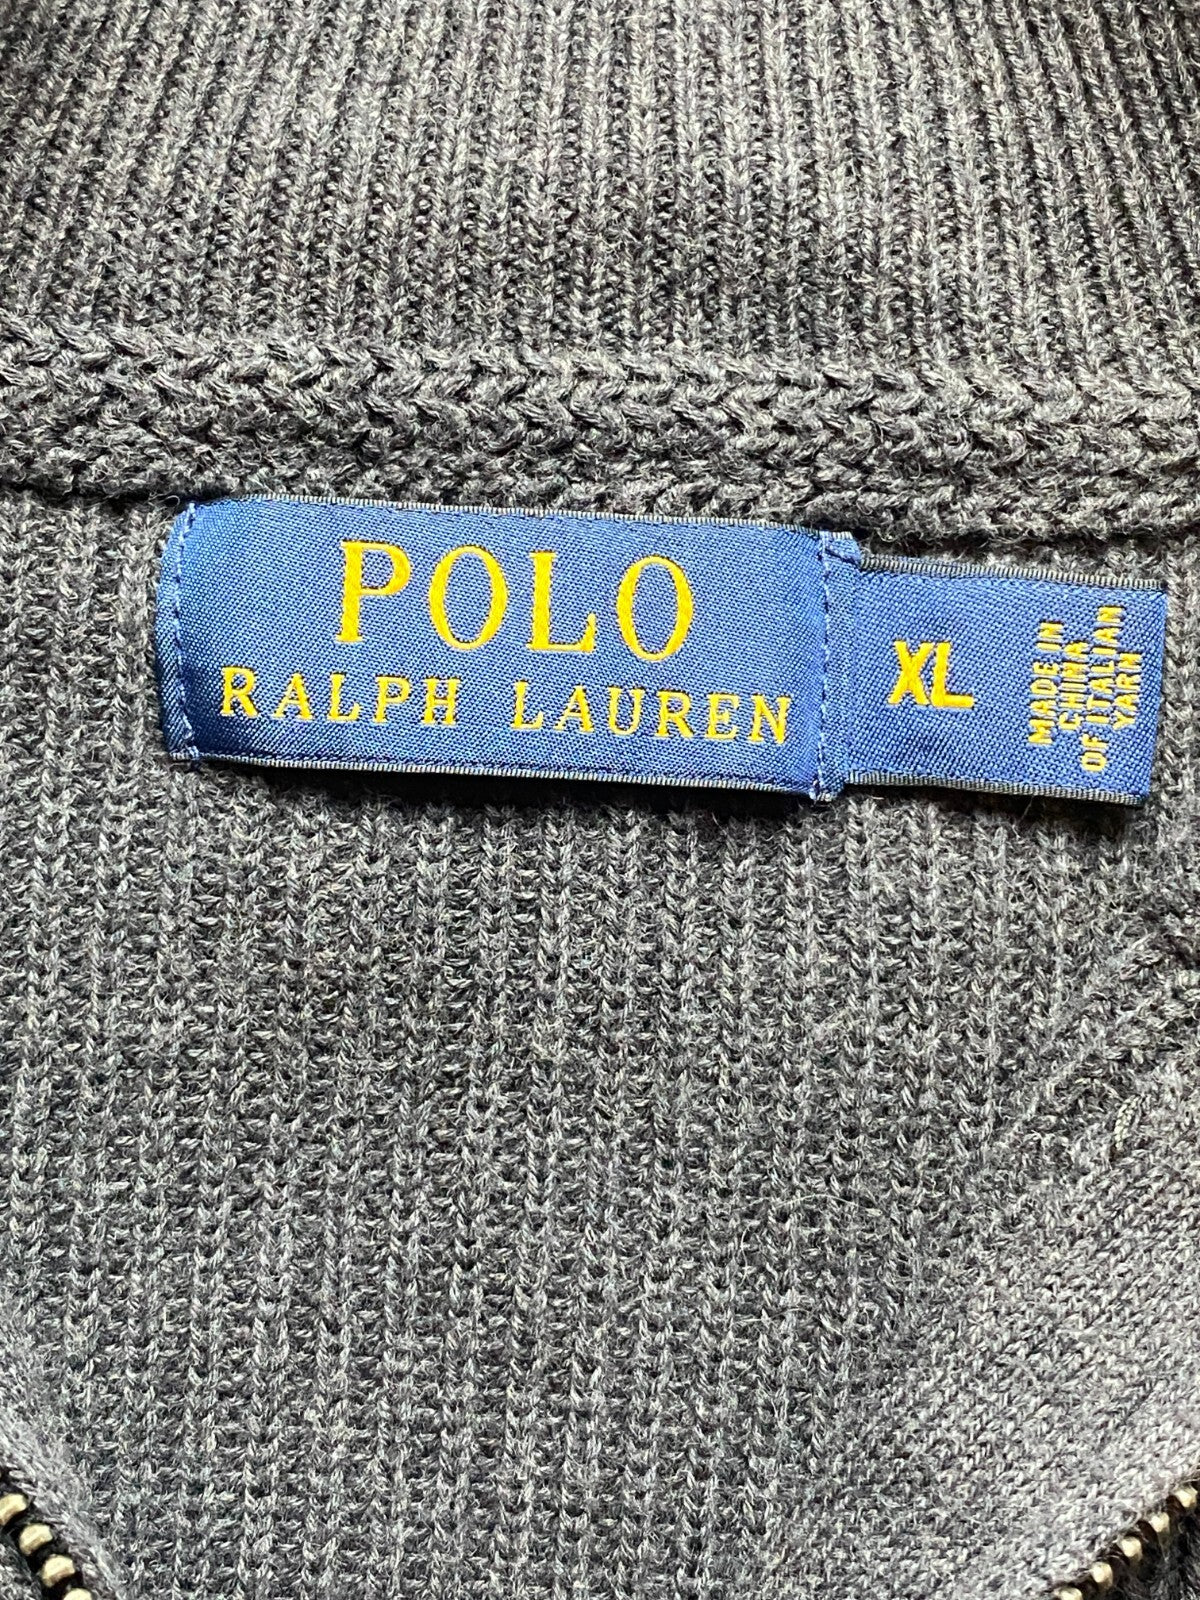 POLO
RALPH LAUREN
XL
MADE IN
CHINA
OF ITALIAN
YARN